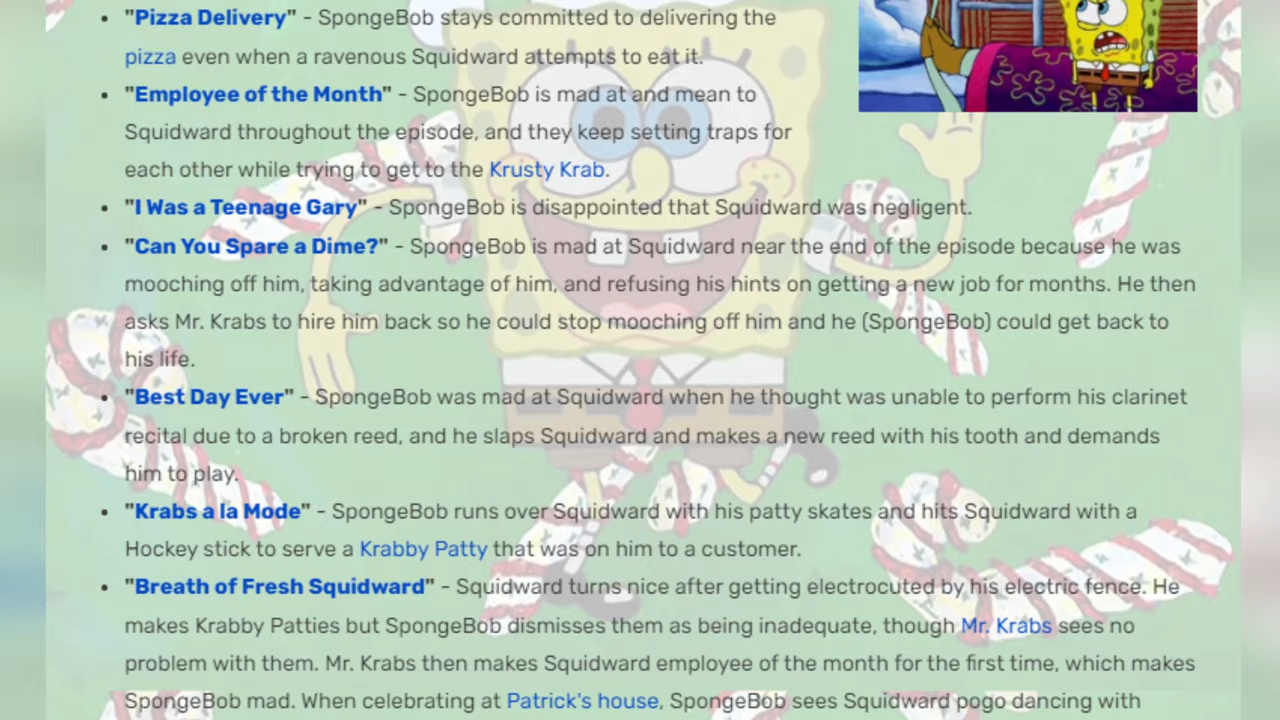 "Pizza Delivery" - SpongeBob stays committed to delivering the
pizza even when a ravenous Squidward attempts to eat it.
"Employee of the Month" - SpongeBob is mad at and mean to
Squidward throughout the episode, and they keep setting traps for
each other while trying to get to the Krusty Krab.
"I Was a Teenage Gary" - SpongeBob is disappointed that Squidward was negligent.
"Can You Spare a Dime?" - SpongeBob is mad at Squidward near the end of the episode because he was
mooching off him, taking advantage of him, and refusing his hints on getting a new job for months. He then
asks Mr. Krabs to hire him back so he could stop mooching off him and he (SpongeBob) could get back to
his life.
"Best Day Ever" - SpongeBob was mad at Squidward when he thought was unable to perform his clarinet
recital due to a broken reed, and he slaps Squidward and makes a new reed with his tooth and demands
him to play.
"Krabs a la Mode" - SpongeBob runs over Squidward with his patty skates and hits Squidward with a
Hockey stick to serve a Krabby Patty that was on him to a customer.
"Breath of Fresh Squidward" - Squidward turns nice after getting electrocuted by his electric fence. He
makes Krabby Patties but SpongeBob dismisses them as being inadequate, though Mr. Krabs sees no
problem with them. Mr. Krabs then makes Squidward employee of the month for the first time, which makes
SpongeBob mad. When celebrating at Patrick's house, SpongeBob sees Squidward pogo dancing with